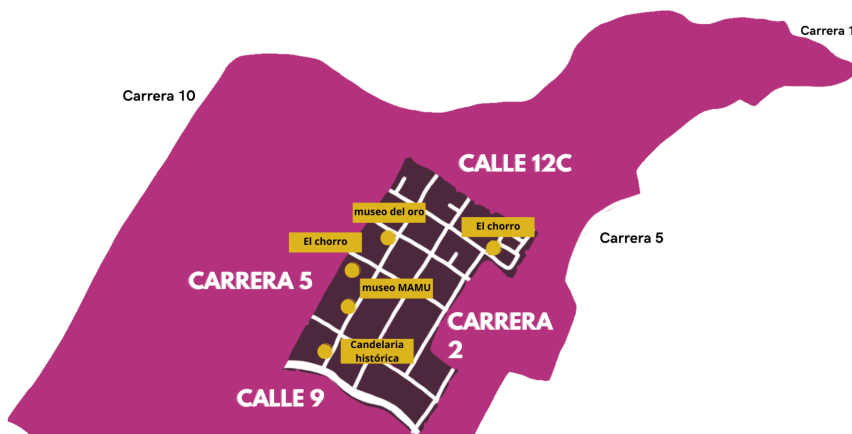 Carrera 1
Carrera 10
CALLE 12C
museo del oro
El chorro
El chorro
Carrera 5
CARRERA 5
museo MAMU
CARRERA
2
Candelaria
histórica
CALLE 9